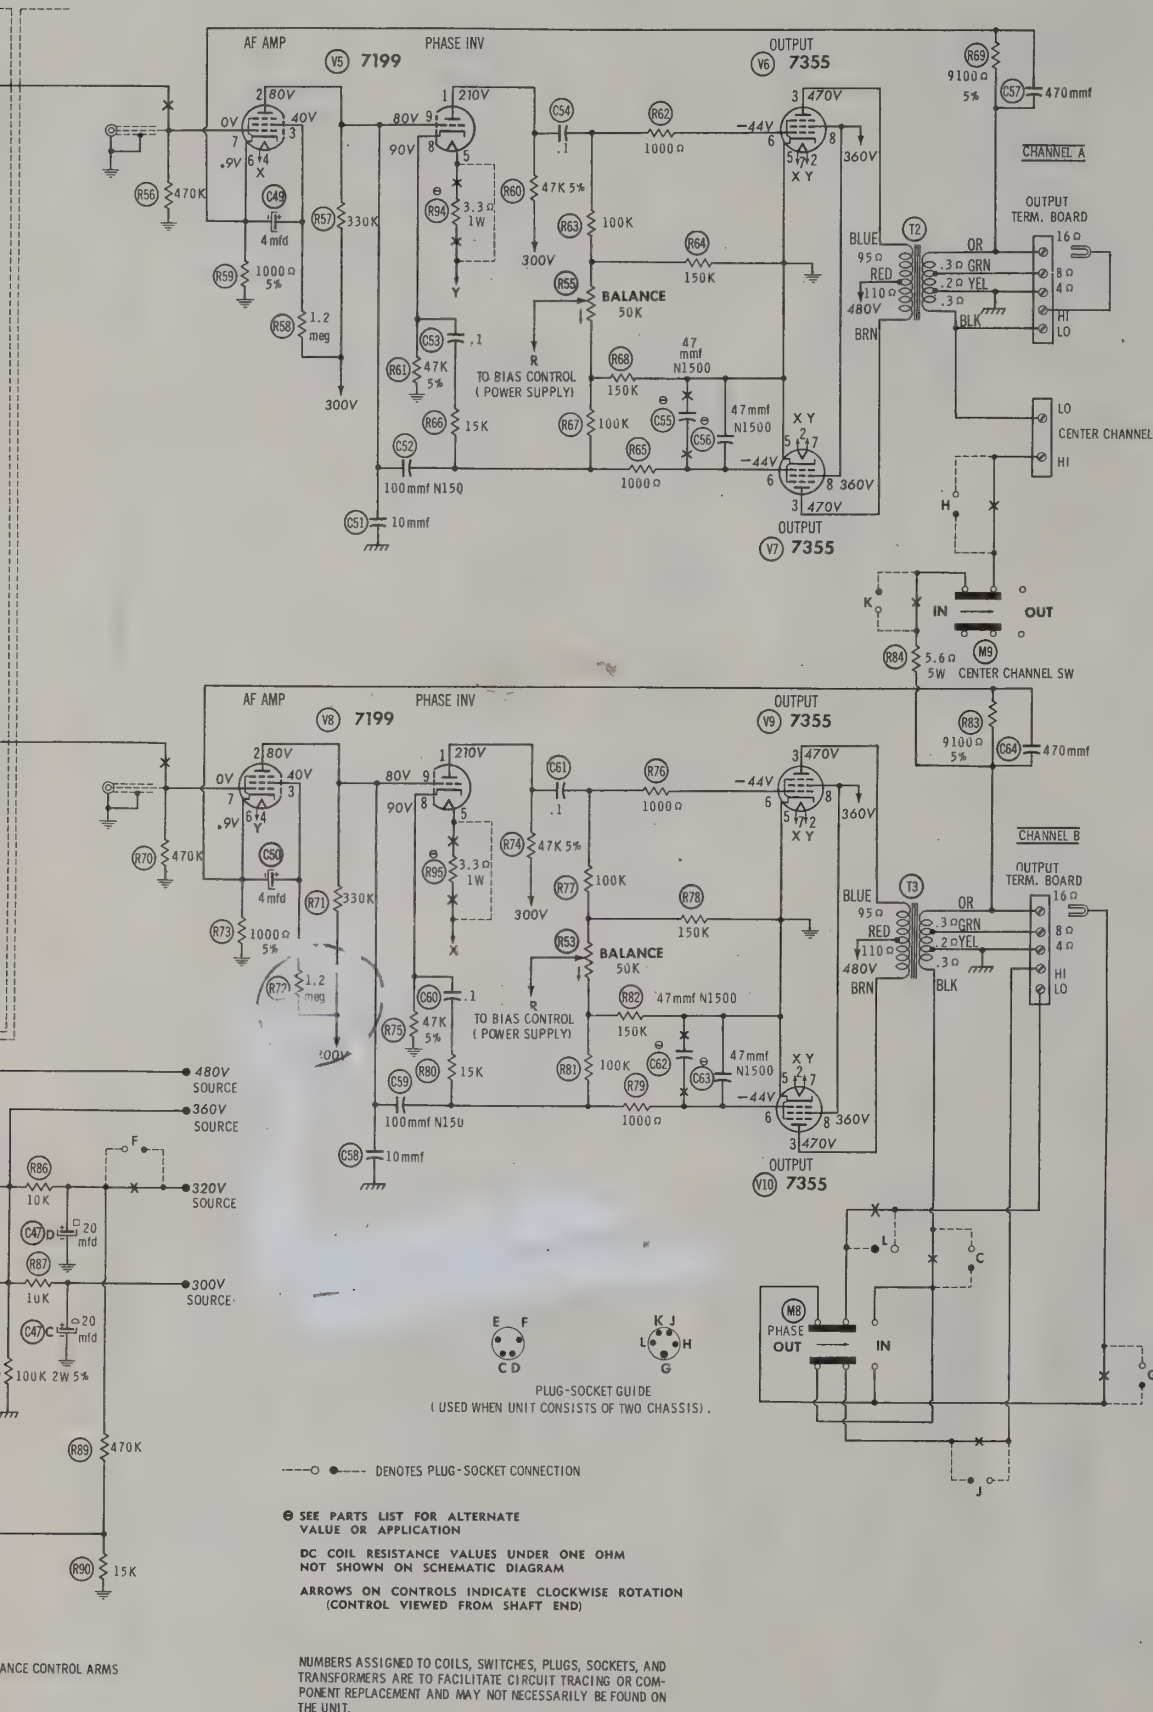 AF AMP
PHASE INV
OUTPUT
V5 7199
V6 7355
R69
9100Ω
5%
C57
470mmf
2 80V
1 210V
3 470V
C54
.1
R62
1000Ω
0V
40V
7
3
80V 9
90V 8
5
-44V
6
8
360V
.9V
6 4
X
5 7 2
X Y
CHANNEL A
R56
470K
C49
4 mfd
R57
330K
R94
3.3Ω
1W
R60
47K 5%
R63
100K
R64
150K
OUTPUT
TERM. BOARD
16Ω
8Ω
4Ω
HI
LO
BLUE
95Ω
RED
110Ω
480V
BRN
T2
OR
.3Ω GRN
.2Ω YEL
.3Ω
BLK
R59
1000Ω
5%
Y
300V
R55
BALANCE
50K
R58
1.2
meg
C53
.1
R61
47K
5%
R
TO BIAS CONTROL
(POWER SUPPLY)
R68
150K
47
mmf
N1500
300V
R66
15K
R67
100K
C55
C56
47mmf
N1500
X Y
5 2 7
LO
CENTER CHANNEL
HI
C52
100mmf N150
R65
1000Ω
-44V
6
8 360V
3 470V
C51
10mmf
OUTPUT
V7 7355
H
K
IN
OUT
M9
R84
5.6Ω
5W
CENTER CHANNEL SW
AF AMP
PHASE INV
OUTPUT
V8 7199
V9 7355
R83
9100Ω
5%
C64
470mmf
2 80V
1 210V
3 470V
C61
.1
R76
1000Ω
0V
40V
7
3
80V 9
90V 8
5
-44V
6
8
360V
.9V
6 4
Y
5 7 2
X Y
CHANNEL B
R70
470K
C50
4 mfd
R71
330K
R95
3.3Ω
1W
R74
47K 5%
R77
100K
R78
150K
OUTPUT
TERM. BOARD
16Ω
8Ω
4Ω
HI
LO
BLUE
95Ω
RED
110Ω
480V
BRN
T3
OR
.3Ω GRN
.2Ω YEL
.3Ω
BLK
R73
1000Ω
5%
X
300V
R53
BALANCE
50K
R72
1.2
meg
C60
.1
R75
47K
5%
R
TO BIAS CONTROL
(POWER SUPPLY)
R82
150K
47mmf N1500
300V
R80
15K
R81
100K
C62
C63
47mmf
N1500
X Y
5 2 7
C59
100mmf N150
R79
1000Ω
-44V
6
8 360V
3 470V
C58
10mmf
OUTPUT
V10 7355
480V
SOURCE
360V
SOURCE
F
R86
10K
320V
SOURCE
C47 D
20
mfd
R87
10K
300V
SOURCE
C47 C
20
mfd
100K 2W 5%
R89
470K
R90
15K
L
C
M8
PHASE
OUT
IN
J
E F
C D
K J
L H
G
PLUG-SOCKET GUIDE
(USED WHEN UNIT CONSISTS OF TWO CHASSIS).
DENOTES PLUG-SOCKET CONNECTION
SEE PARTS LIST FOR ALTERNATE
VALUE OR APPLICATION
DC COIL RESISTANCE VALUES UNDER ONE OHM
NOT SHOWN ON SCHEMATIC DIAGRAM
ARROWS ON CONTROLS INDICATE CLOCKWISE ROTATION
(CONTROL VIEWED FROM SHAFT END)
ANCE CONTROL ARMS
NUMBERS ASSIGNED TO COILS, SWITCHES, PLUGS, SOCKETS, AND
TRANSFORMERS ARE TO FACILITATE CIRCUIT TRACING OR COM-
PONENT REPLACEMENT AND MAY NOT NECESSARILY BE FOUND ON
THE UNIT.